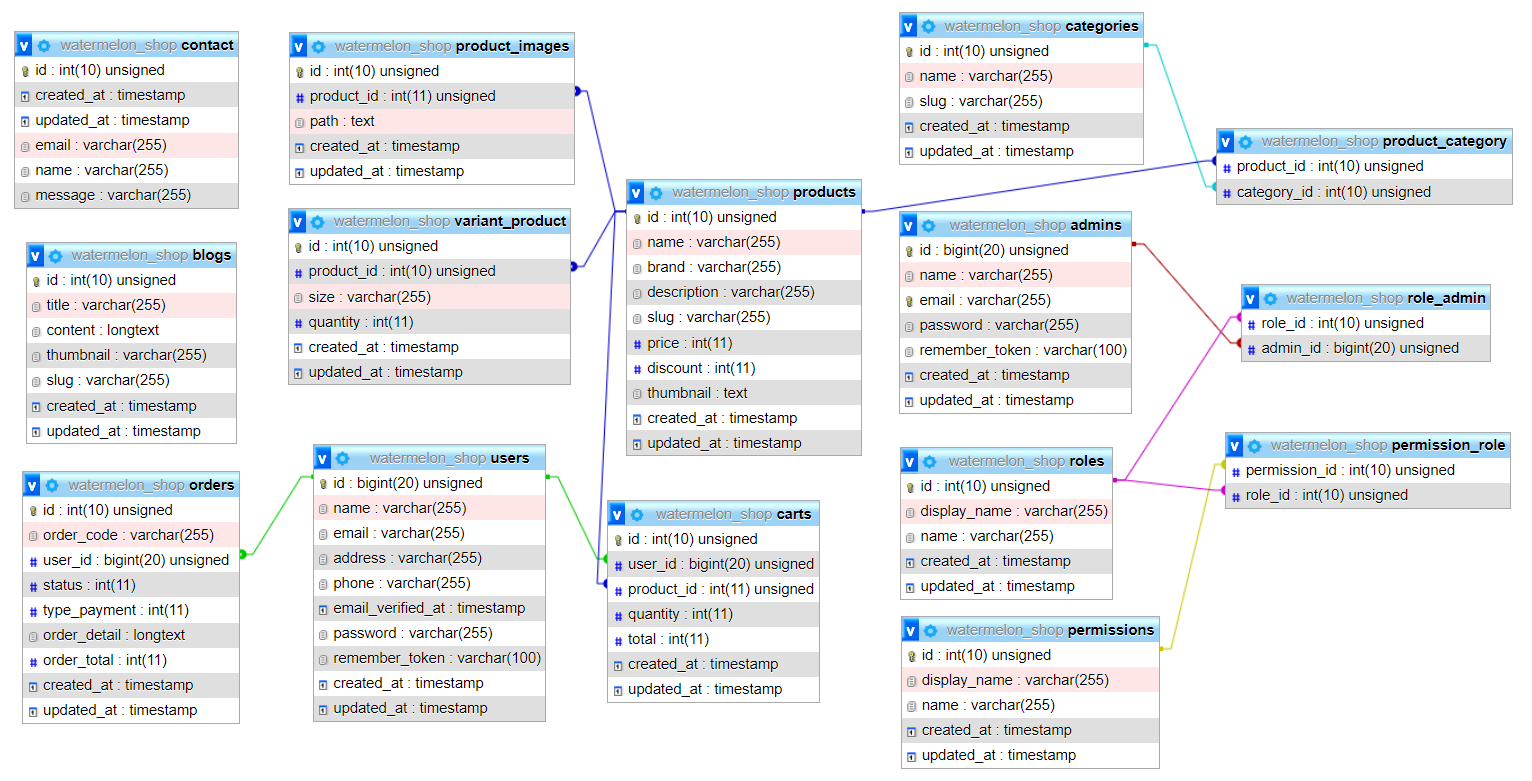 watermelon_shop contact
id : int(10) unsigned
created_at : timestamp
updated_at : timestamp
email : varchar(255)
name : varchar(255)
message : varchar(255)
watermelon_shop blogs
id : int(10) unsigned
title : varchar(255)
content : longtext
thumbnail : varchar(255)
slug : varchar(255)
created_at : timestamp
updated_at : timestamp
watermelon_shop orders
id : int(10) unsigned
order_code : varchar(255)
user_id : bigint(20) unsigned
status : int(11)
type_payment : int(11)
order_detail : longtext
order_total : int(11)
created_at : timestamp
updated_at : timestamp
watermelon_shop product_images
id : int(10) unsigned
product_id : int(11) unsigned
path : text
created_at : timestamp
updated_at : timestamp
watermelon_shop variant_product
id : int(10) unsigned
product_id : int(10) unsigned
size : varchar(255)
quantity : int(11)
created_at : timestamp
updated_at : timestamp
watermelon_shop users
id : bigint(20) unsigned
name : varchar(255)
email : varchar(255)
address : varchar(255)
phone : varchar(255)
email_verified_at : timestamp
password : varchar(255)
remember_token : varchar(100)
created_at : timestamp
updated_at : timestamp
watermelon_shop products
id : int(10) unsigned
name : varchar(255)
brand : varchar(255)
description : varchar(255)
slug : varchar(255)
price : int(11)
discount : int(11)
thumbnail : text
created_at : timestamp
updated_at : timestamp
watermelon_shop carts
id : int(10) unsigned
user_id : bigint(20) unsigned
product_id : int(11) unsigned
quantity : int(11)
total : int(11)
created_at : timestamp
updated_at : timestamp
watermelon_shop categories
id : int(10) unsigned
name : varchar(255)
slug : varchar(255)
created_at : timestamp
updated_at : timestamp
watermelon_shop admins
id : bigint(20) unsigned
name : varchar(255)
email : varchar(255)
password : varchar(255)
remember_token : varchar(100)
created_at : timestamp
updated_at : timestamp
watermelon_shop roles
id : int(10) unsigned
display_name : varchar(255)
name : varchar(255)
created_at : timestamp
updated_at : timestamp
watermelon_shop permissions
id : int(10) unsigned
display_name : varchar(255)
name : varchar(255)
created_at : timestamp
updated_at : timestamp
watermelon_shop product_category
product_id : int(10) unsigned
category_id : int(10) unsigned
watermelon_shop role_admin
role_id : int(10) unsigned
admin_id : bigint(20) unsigned
watermelon_shop permission_role
permission_id : int(10) unsigned
role_id : int(10) unsigned